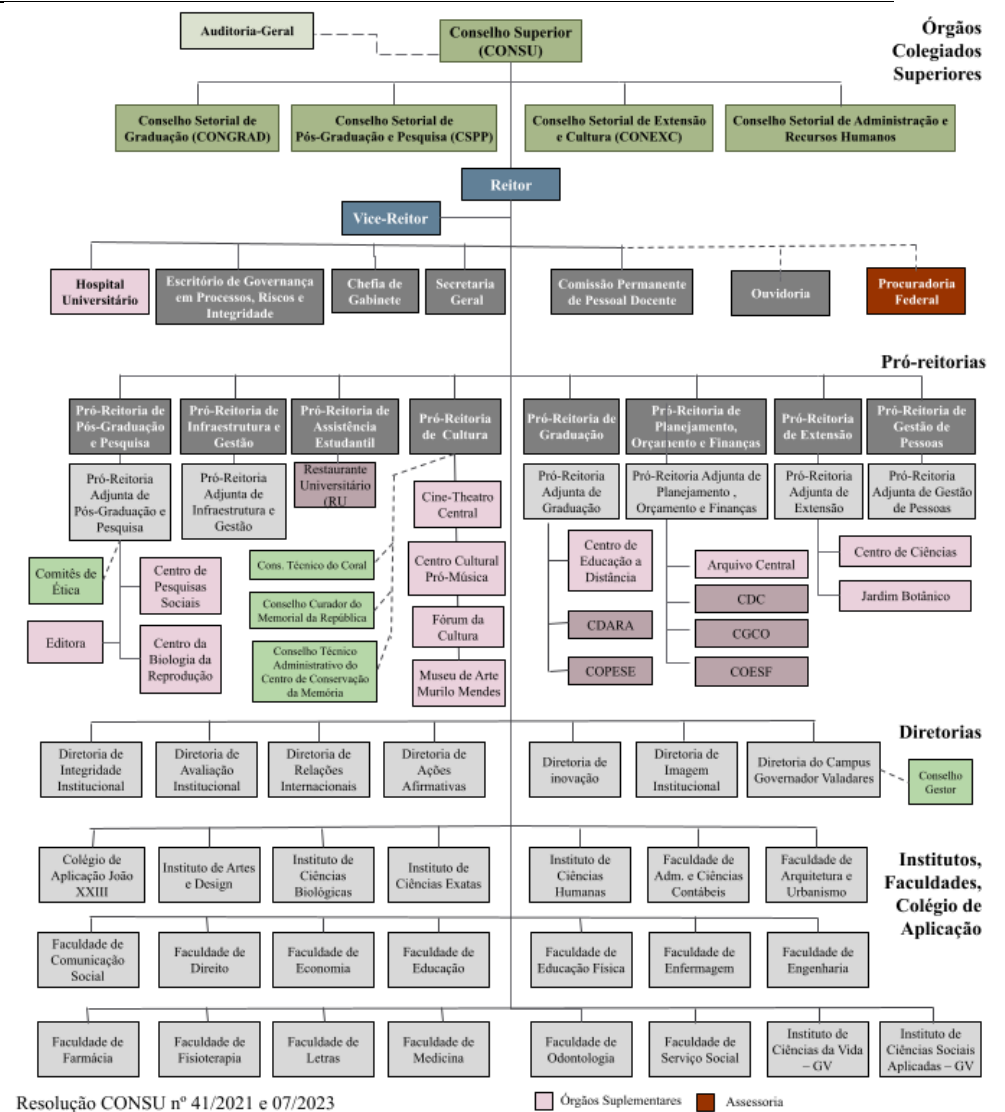 Auditoria-Geral
Conselho Superior
(CONSU)
Órgãos
Colegiados
Superiores
Conselho Setorial de
Graduação (CONGRAD)
Conselho Setorial de
Pós-Graduação e Pesquisa (CSPP)
Conselho Setorial de Extensão
e Cultura (CONEXC)
Conselho Setorial de Administração e
Recursos Humanos
Reitor
Vice-Reitor
Hospital
Universitário
Escritório de Governança
em Processos, Riscos e
Integridade
Chefia de
Gabinete
Secretaria
Geral
Comissão Permanente
de Pessoal Docente
Ouvidoria
Procuradoria
Federal
Pró-reitorias
Pró-Reitoria de
Pós-Graduação
e Pesquisa
Pró-Reitoria de
Infraestrutura e
Gestão
Pró-Reitoria de
Assistência
Estudantil
Pró-Reitoria
de Cultura
Pró-Reitoria de
Graduação
Pró-Reitoria de
Planejamento,
Orçamento e Finanças
Pró-Reitoria
de Extensão
Pró-Reitoria de
Gestão de
Pessoas
Pró-Reitoria
Adjunta de
Pós-Graduação e
Pesquisa
Pró-Reitoria
Adjunta de
Infraestrutura e
Gestão
Restaurante
Universitário
(RU
Cine-Theatro
Central
Pró-Reitoria
Adjunta de
Graduação
Pró-Reitoria Adjunta de
Planejamento ,
Orçamento e Finanças
Pró-Reitoria
Adjunta de
Extensão
Pró-Reitoria
Adjunta de Gestão
de Pessoas
Comitês de
Ética
Centro de
Pesquisas
Sociais
Cons. Técnico do Coral
Centro Cultural
Pró-Música
Centro de
Educação a
Distância
Arquivo Central
Centro de Ciências
Editora
Centro da
Biologia da
Reprodução
Conselho Curador do
Memorial da República
Fórum da
Cultura
CDARA
CDC
Jardim Botânico
Conselho Técnico
Administrativo do
Centro de Conservação
da Memória
Museu de Arte
Murilo Mendes
COPESE
CGCO
COESF
Diretorias
Diretoria de
Integridade
Institucional
Diretoria de
Avaliação
Institucional
Diretoria de
Relações
Internacionais
Diretoria de
Ações
Afirmativas
Diretoria de
inovação
Diretoria de
Imagem
Institucional
Diretoria do Campus
Governador Valadares
Conselho
Gestor
Institutos,
Faculdades,
Colégio de
Aplicação
Colégio de
Aplicação João
XXIII
Instituto de Artes
e Design
Instituto de
Ciências
Biológicas
Instituto de
Ciências Exatas
Instituto de
Ciências
Humanas
Faculdade de
Adm. e Ciências
Contábeis
Faculdade de
Arquitetura e
Urbanismo
Faculdade de
Comunicação
Social
Faculdade de
Direito
Faculdade de
Economia
Faculdade de
Educação
Faculdade de
Educação Física
Faculdade de
Enfermagem
Faculdade de
Engenharia
Faculdade de
Farmácia
Faculdade de
Fisioterapia
Faculdade de
Letras
Faculdade de
Medicina
Faculdade de
Odontologia
Faculdade de
Serviço Social
Instituto de
Ciências da Vida
– GV
Instituto de
Ciências Sociais
Aplicadas – GV
Resolução CONSU nº 41/2021 e 07/2023
Órgãos Suplementares
Assessoria